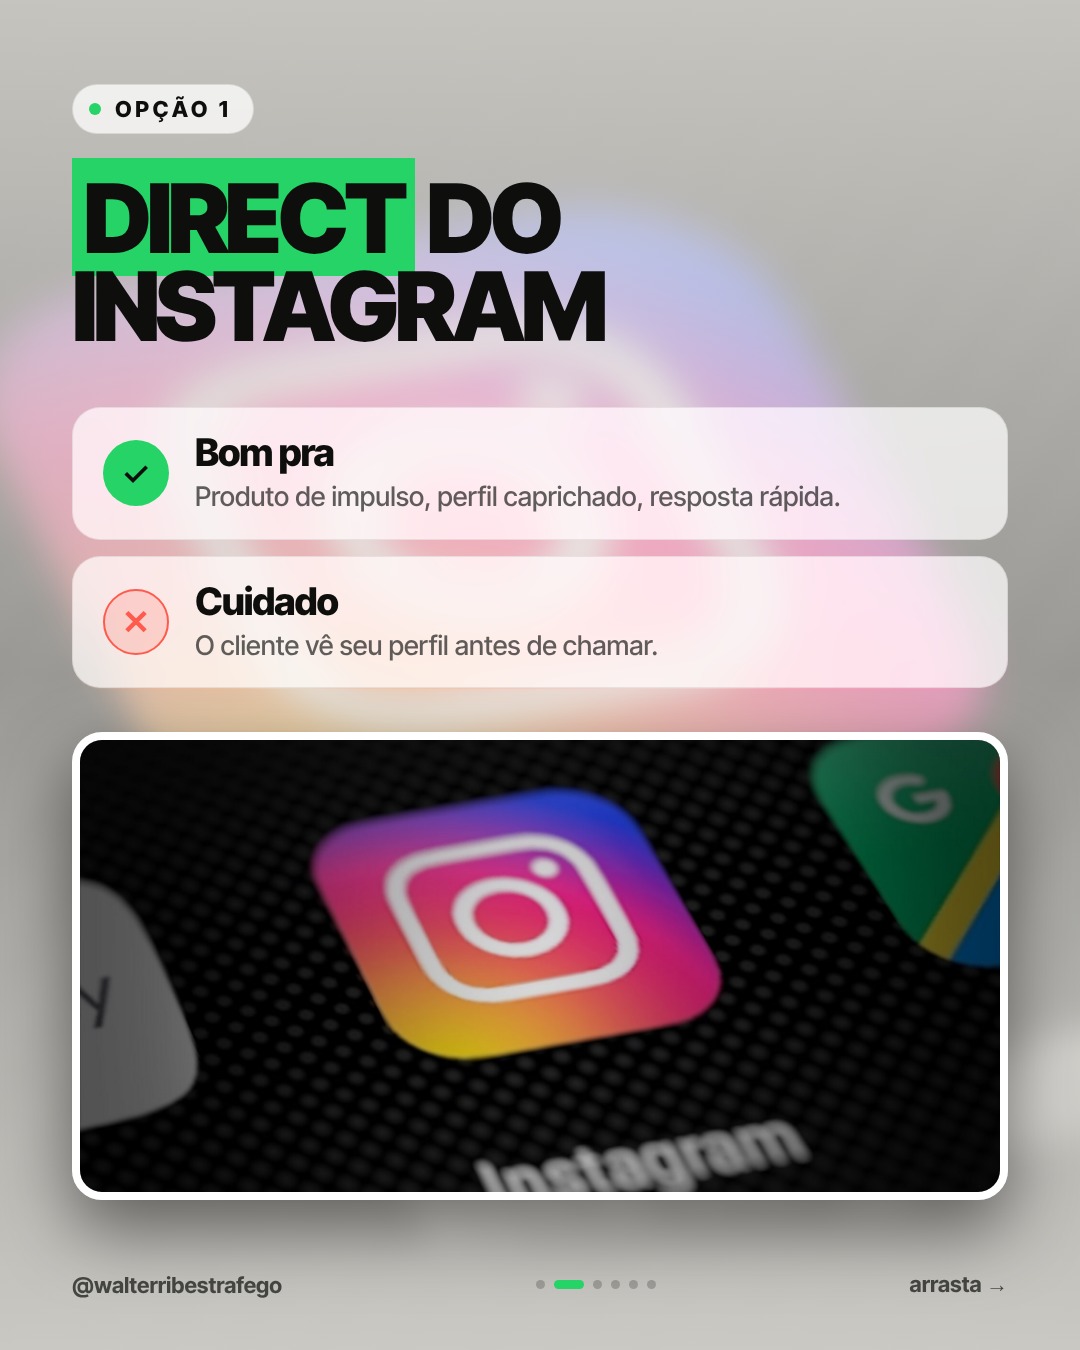 OPÇÃO 1
DIRECT DO
INSTAGRAM
Bom pra
Produto de impulso, perfil caprichado, resposta rápida.
Cuidado
O cliente vê seu perfil antes de chamar.
G
y
Instagram
@walterribestrafego
arrasta →